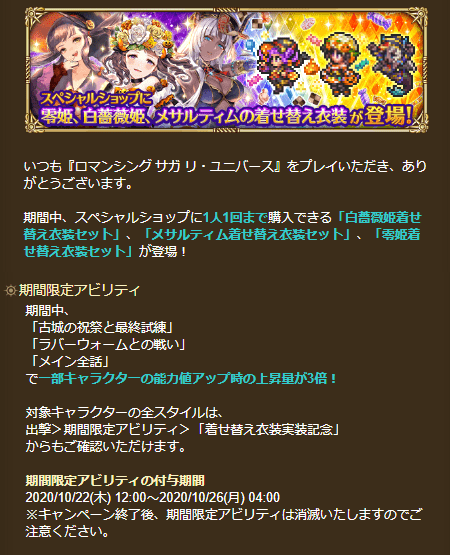 スペシャルショップに
零姫、白薔薇姫、メサルティムの着せ替え衣装が登場!
いつも『ロマンシング サガ リ・ユニバース』をプレイいただき、あり
がとうございます。
期間中、スペシャルショップに1人1回まで購入できる「白薔薇姫着せ
替え衣装セット」、「メサルティム着せ替え衣装セット」、「零姫着
せ替え衣装セット」が登場！
期間限定アビリティ
期間中、
「古城の祝祭と最終試練」
「ラバーウォームとの戦い」
「メイン全話」
で一部キャラクターの能力値アップ時の上昇量が3倍！
対象キャラクターの全スタイルは、
出撃＞期間限定アビリティ＞「着せ替え衣装実装記念」
からもご確認いただけます。
期間限定アビリティの付与期間
2020/10/22(木) 12:00～2020/10/26(月) 04:00
※キャンペーン終了後、期間限定アビリティは消滅いたしますのでご
注意ください。